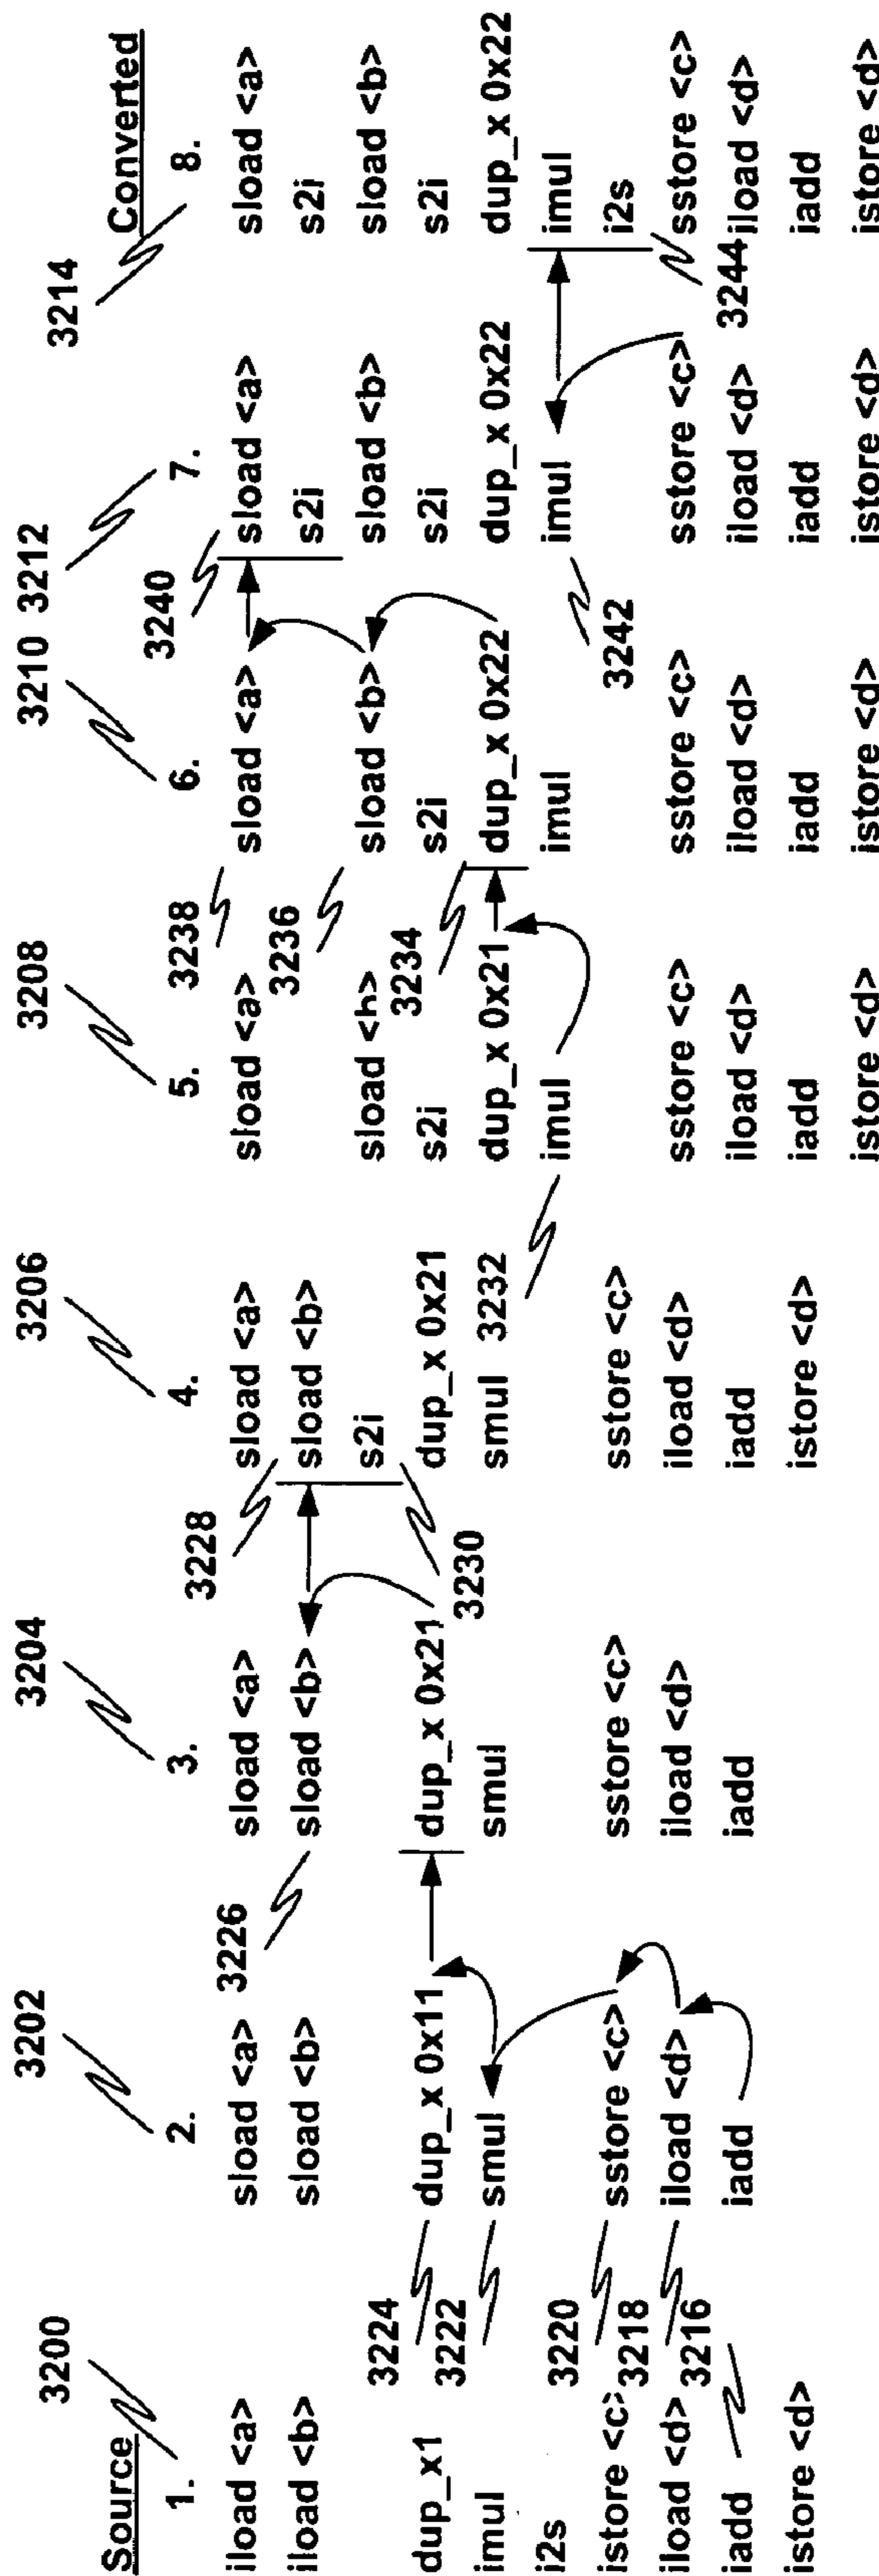 Source
3200
1.
iload <a>
iload <b>
dup_x1
imul
i2s
istore <c>
iload <d>
iadd
istore <d>
3202
2.
sload <a>
sload <b>
dup_x 0x11
smul
sstore <c>
iload <d>
iadd
3224
3222
3220
3218
3216
3204
3.
sload <a>
sload <b>
dup_x 0x21
smul
sstore <c>
iload <d>
iadd
3226
3206
4.
sload <a>
sload <b>
s2i
dup_x 0x21
smul
sstore <c>
iload <d>
iadd
istore <d>
3228
3230
3208
5.
sload <a>
sload <b>
s2i
dup_x 0x21
imul
sstore <c>
iload <d>
iadd
istore <d>
3232
3210
6.
sload <a>
sload <b>
s2i
dup_x 0x22
imul
sstore <c>
iload <d>
iadd
istore <d>
3238
3236
3234
3212
7.
sload <a>
s2i
sload <b>
s2i
dup_x 0x22
imul
sstore <c>
iload <d>
iadd
istore <d>
3240
3242
3214
Converted
8.
sload <a>
s2i
sload <b>
s2i
dup_x 0x22
imul
i2s
sstore <c>
iload <d>
iadd
istore <d>
3244